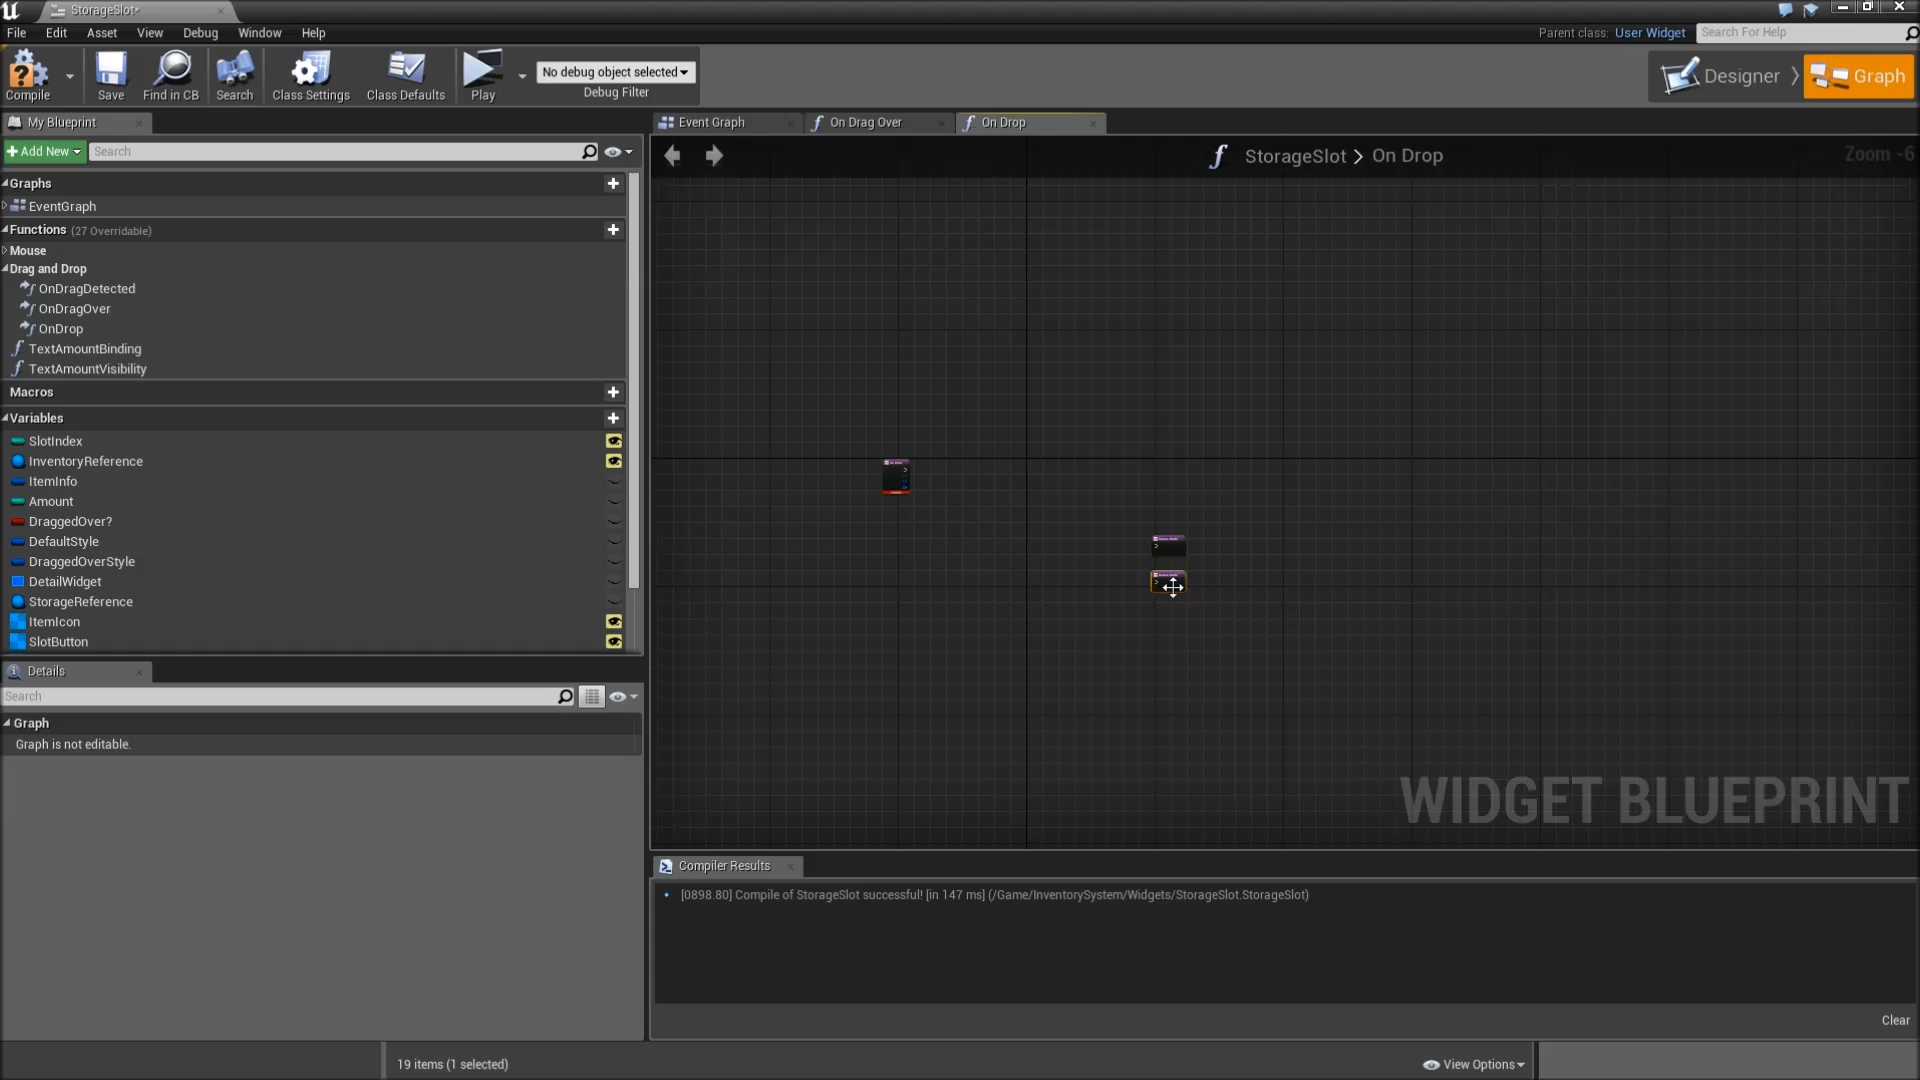 StorageSlot*
File Edit Asset View Debug Window Help
Parent class: User Widget
Search For Help
Compile
Save
Find in CB
Search
Class Settings
Class Defaults
Play
No debug object selected
Debug Filter
Designer
Graph
My Blueprint
Event Graph
On Drag Over
On Drop
Add New
Search
StorageSlot > On Drop
Zoom -6
Graphs
EventGraph
Functions (27 Overridable)
Mouse
Drag and Drop
OnDragDetected
OnDragOver
OnDrop
TextAmountBinding
TextAmountVisibility
Macros
Variables
SlotIndex
InventoryReference
ItemInfo
Amount
DraggedOver?
DefaultStyle
DraggedOverStyle
DetailWidget
StorageReference
ItemIcon
SlotButton
Details
Search
Graph
Graph is not editable.
WIDGET BLUEPRINT
Compiler Results
[0898.80] Compile of StorageSlot successful! [in 147 ms] (/Game/InventorySystem/Widgets/StorageSlot.StorageSlot)
Clear
19 items (1 selected)
View Options